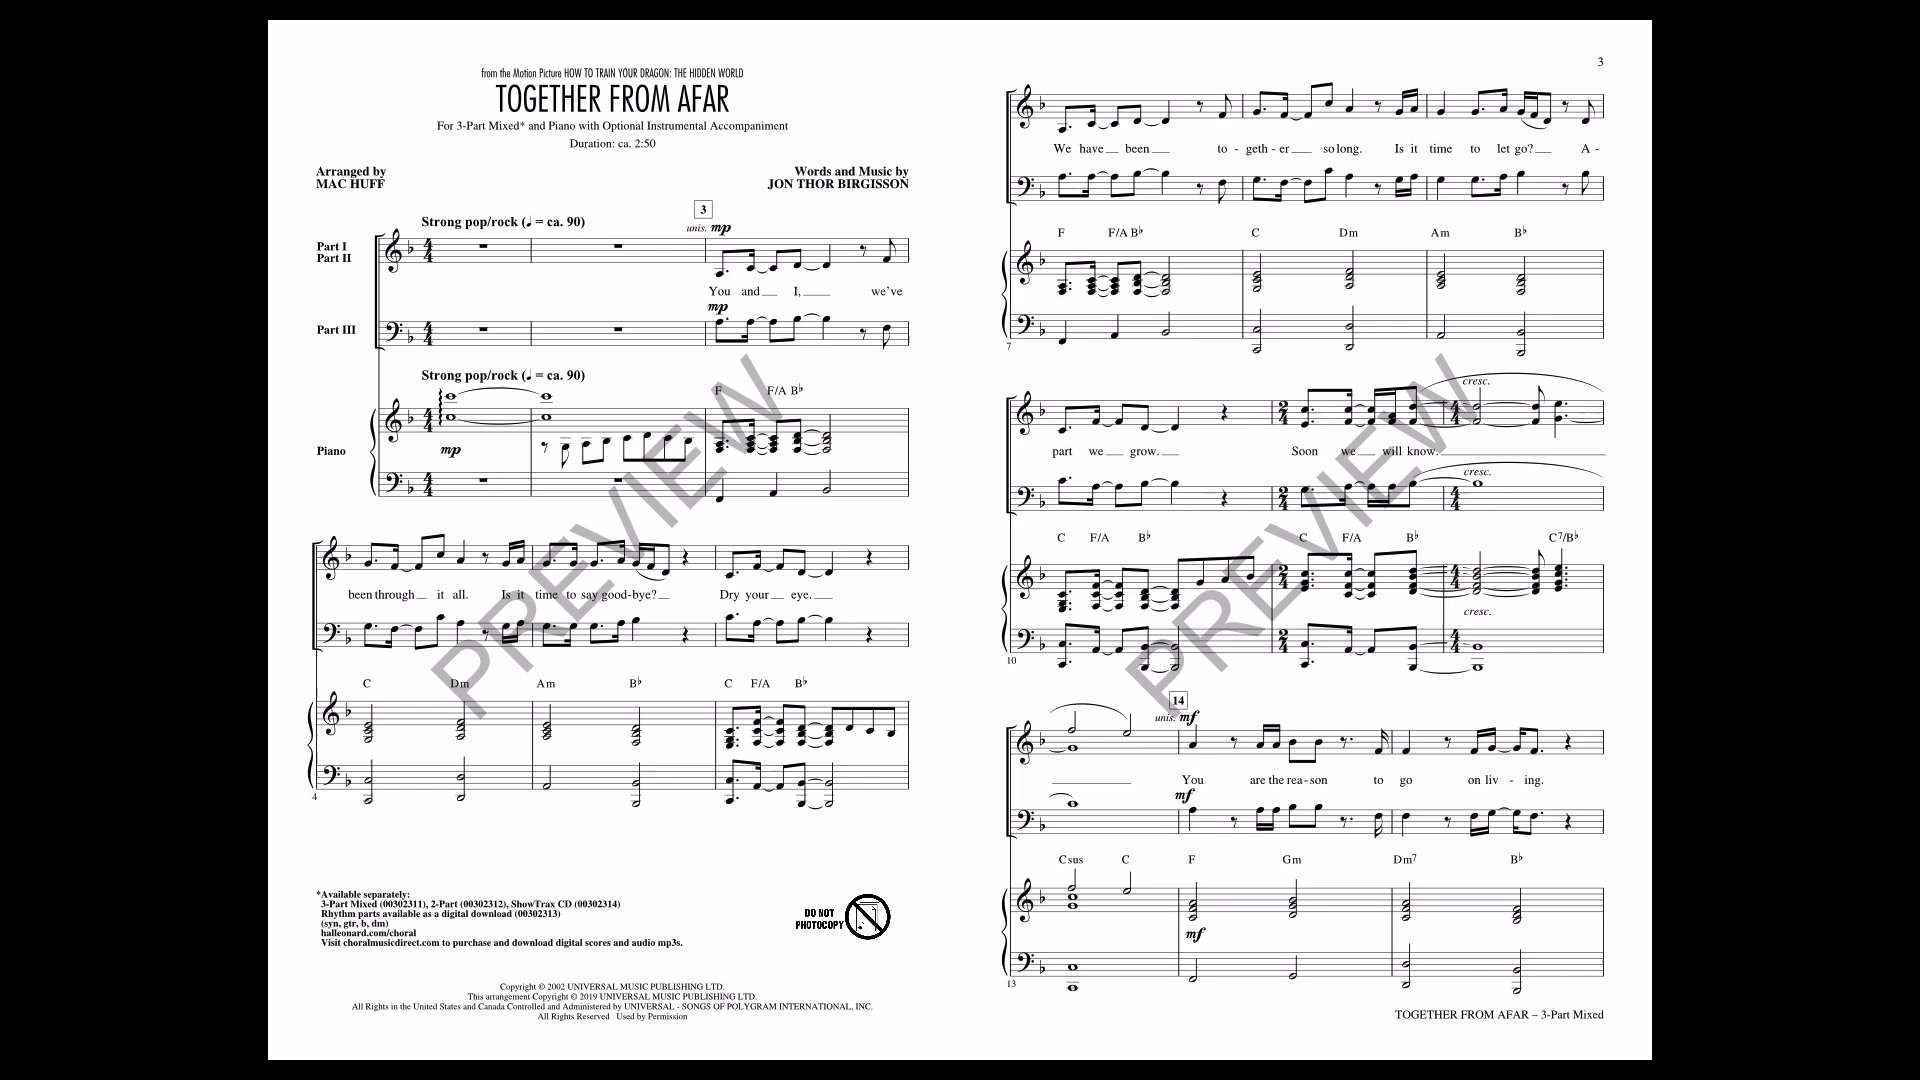 from the Motion Picture HOW TO TRAIN YOUR DRAGON: THE HIDDEN WORLD
TOGETHER FROM AFAR
For 3-Part Mixed* and Piano with Optional Instrumental Accompaniment
Duration: ca. 2:50
Arranged by
MAC HUFF
Words and Music by
JON THOR BIRGISSON
Strong pop/rock (♩ = ca. 90)
3
unis. mp
Part I
Part II
You and I, we've
mp
Part III
Strong pop/rock (♩ = ca. 90)
F F/A B♭
Piano
mp
been through it all. Is it time to say good-bye? Dry your eye.
C Dm Am B♭ C F/A B♭
4
*Available separately:
3-Part Mixed (00302311), 2-Part (00302312), ShowTrax CD (00302314)
Rhythm parts available as a digital download (00302313)
(syn, gtr, b, dm)
halleonard.com/choral
Visit choralmusicdirect.com to purchase and download digital scores and audio mp3s.
DO NOT
PHOTOCOPY
Copyright © 2002 UNIVERSAL MUSIC PUBLISHING LTD.
This arrangement Copyright © 2019 UNIVERSAL MUSIC PUBLISHING LTD.
All Rights in the United States and Canada Controlled and Administered by UNIVERSAL - SONGS OF POLYGRAM INTERNATIONAL, INC.
All Rights Reserved Used by Permission
PREVIEW
3
We have been to - geth - er so long. Is it time to let go? A -
F F/A B♭ C Dm Am B♭
7
cresc.
part we grow. Soon we will know.
cresc.
C F/A B♭ C F/A B♭ C7/B♭
cresc.
10
14
unis. mf
You are the rea - son to go on liv - ing.
mf
Csus C F Gm Dm7 B♭
mf
13
TOGETHER FROM AFAR – 3-Part Mixed
PREVIEW